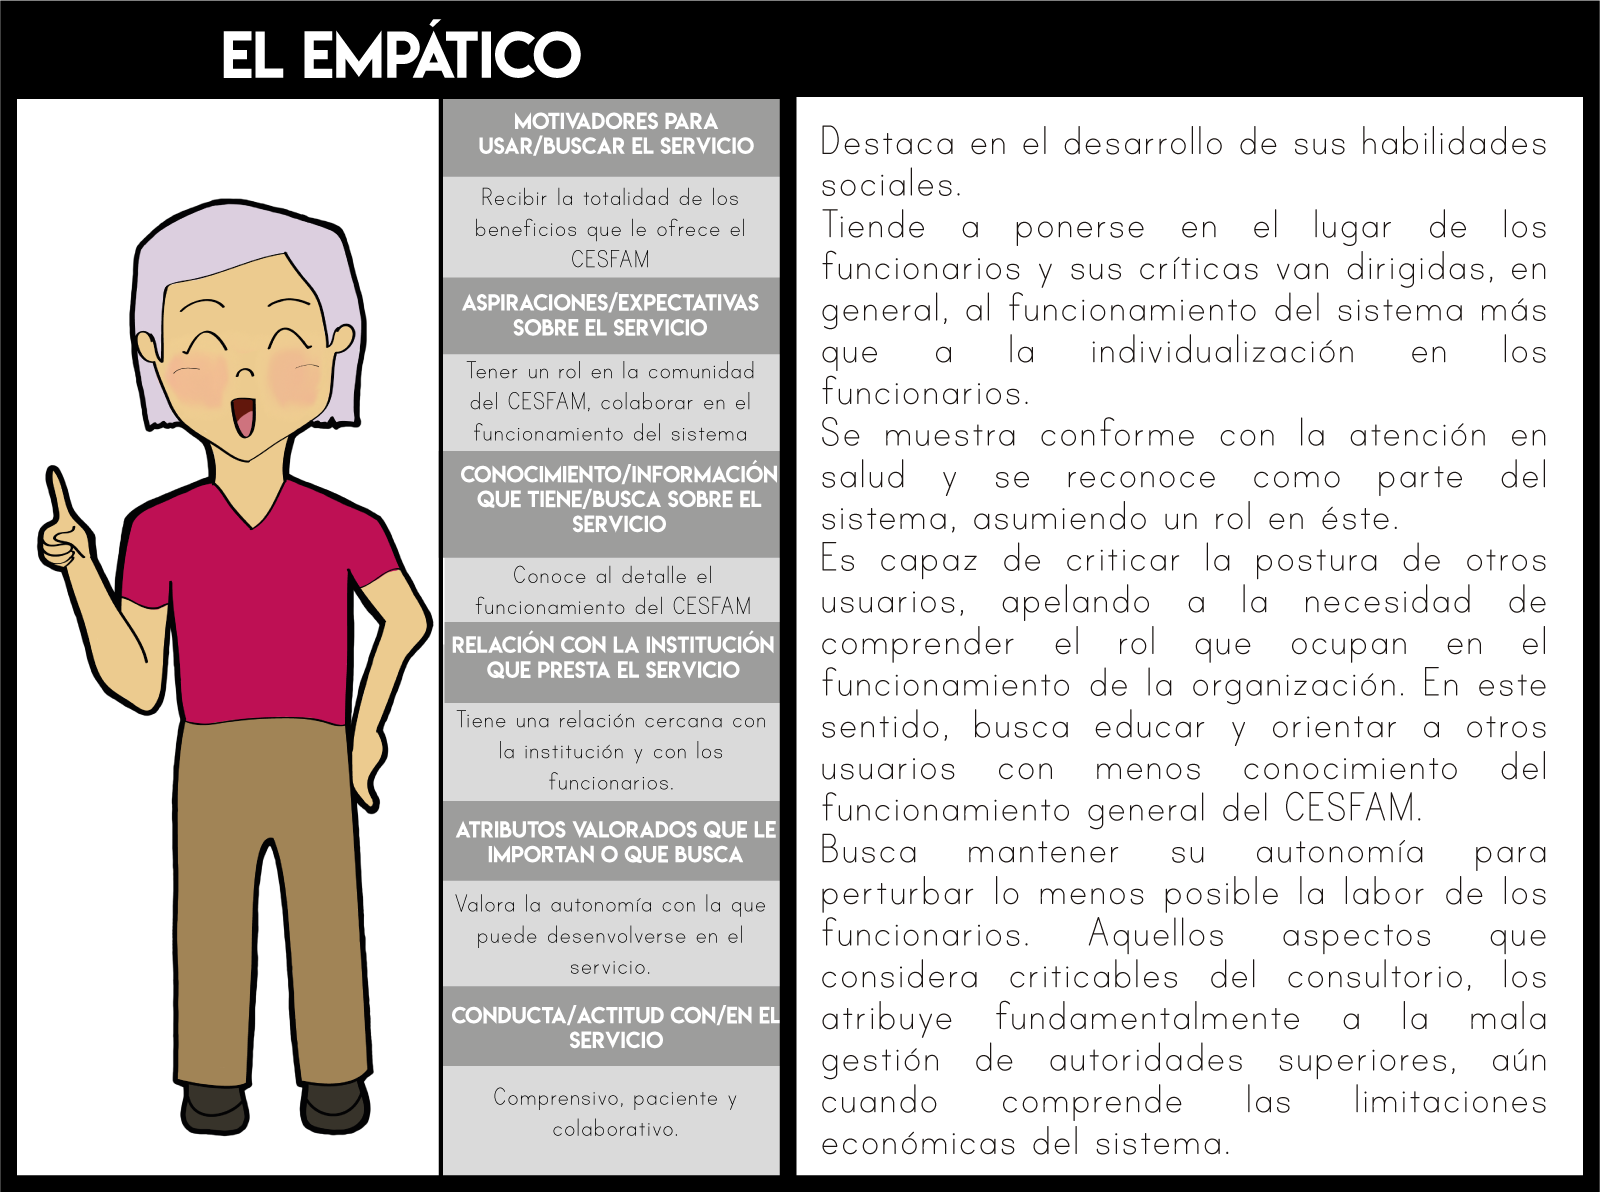 EL EMPÁTICO
MOTIVADORES PARA
USAR/BUSCAR EL SERVICIO
Recibir la totalidad de los
beneficios que le ofrece el
CESFAM
ASPIRACIONES/EXPECTATIVAS
SOBRE EL SERVICIO
Tener un rol en la comunidad
del CESFAM, colaborar en el
funcionamiento del sistema
CONOCIMIENTO/INFORMACIÓN
QUE TIENE/BUSCA SOBRE EL
SERVICIO
Conoce al detalle el
funcionamiento del CESFAM
RELACIÓN CON LA INSTITUCIÓN
QUE PRESTA EL SERVICIO
Tiene una relación cercana con
la institución y con los
funcionarios.
ATRIBUTOS VALORADOS QUE LE
IMPORTAN O QUE BUSCA
Valora la autonomía con la que
puede desenvolverse en el
servicio.
CONDUCTA/ACTITUD CON/EN EL
SERVICIO
Comprensivo, paciente y
colaborativo.
Destaca en el desarrollo de sus habilidades
sociales.
Tiende a ponerse en el lugar de los
funcionarios y sus críticas van dirigidas, en
general, al funcionamiento del sistema más
que a la individualización en los
funcionarios.
Se muestra conforme con la atención en
salud y se reconoce como parte del
sistema, asumiendo un rol en éste.
Es capaz de criticar la postura de otros
usuarios, apelando a la necesidad de
comprender el rol que ocupan en el
funcionamiento de la organización. En este
sentido, busca educar y orientar a otros
usuarios con menos conocimiento del
funcionamiento general del CESFAM.
Busca mantener su autonomía para
perturbar lo menos posible la labor de los
funcionarios. Aquellos aspectos que
considera criticables del consultorio, los
atribuye fundamentalmente a la mala
gestión de autoridades superiores, aún
cuando comprende las limitaciones
económicas del sistema.